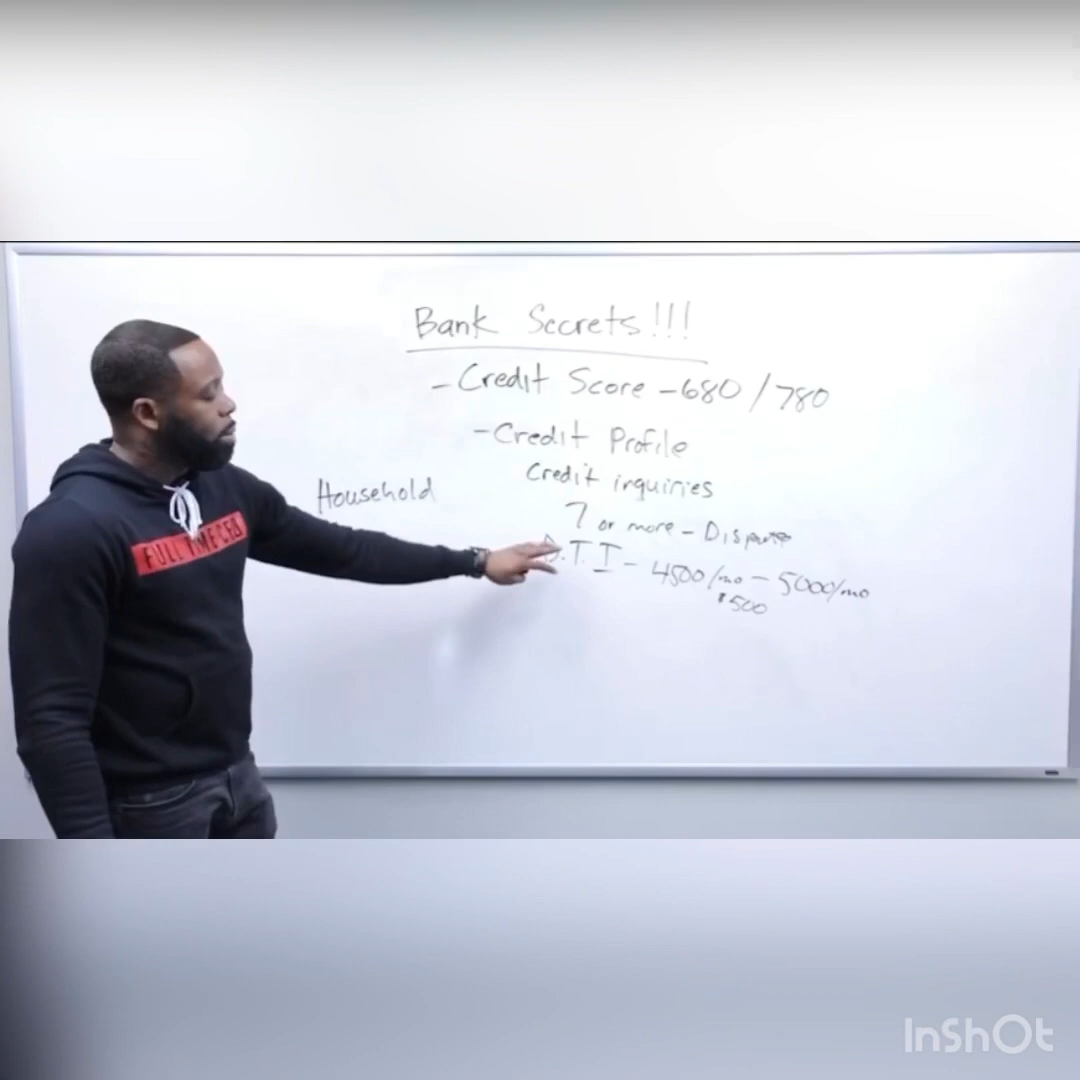 Bank Secrets!!!
- Credit Score - 680 / 780
- Credit Profile
Credit inquiries
Household
7 or more - Dispute
D.T.I - 4500/mo - 5000/mo
$500
FULL TIME CEO
InShOt